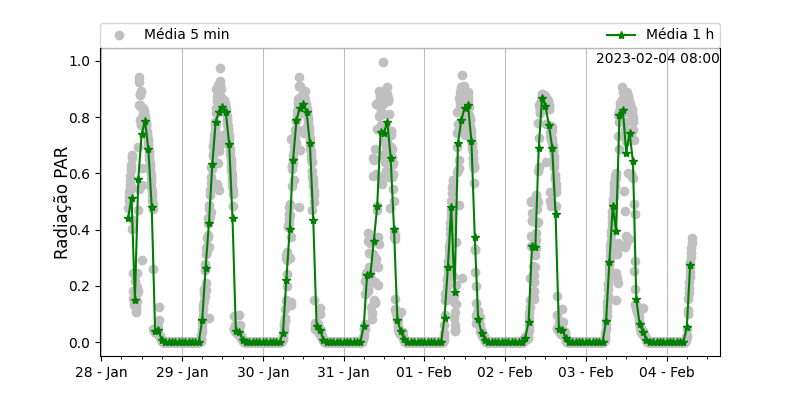 Média 5 min
Média 1 h
2023-02-04 08:00
Radiação PAR
1.0
0.8
0.6
0.4
0.2
0.0
28 - Jan
29 - Jan
30 - Jan
31 - Jan
01 - Feb
02 - Feb
03 - Feb
04 - Feb